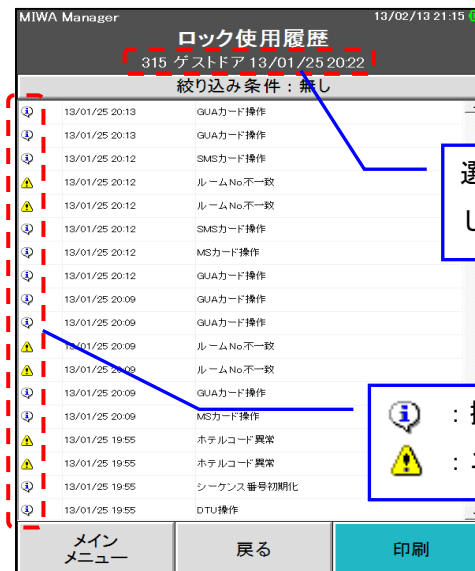 MIWA Manager 13/02/13 21:15
ロック使用履歴
315 ゲストドア 13/01/25 20:22
絞り込み条件：無し
13/01/25 20:13 GUAカード操作
13/01/25 20:13 GUAカード操作
13/01/25 20:12 SMSカード操作
13/01/25 20:12 ルームNo.不一致
13/01/25 20:12 ルームNo.不一致
13/01/25 20:12 SMSカード操作
13/01/25 20:12 MSカード操作
13/01/25 20:12 GUAカード操作
13/01/25 20:09 GUAカード操作
13/01/25 20:09 GUAカード操作
13/01/25 20:09 ルームNo.不一致
13/01/25 20:09 ルームNo.不一致
13/01/25 20:09 GUAカード操作
13/01/25 20:09 MSカード操作
13/01/25 19:55 ホテルコード異常
13/01/25 19:55 ホテルコード異常
13/01/25 19:55 シーケンス番号初期化
13/01/25 19:55 DTU操作
メイン
メニュー
戻る
印刷